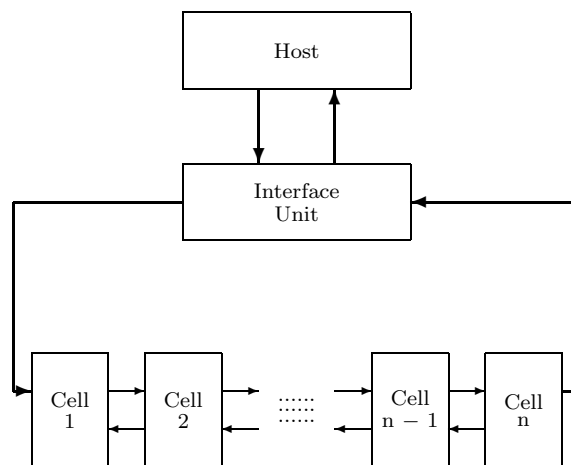 Host
Interface
Unit
Cell
1
Cell
2
......
......
......
Cell
n − 1
Cell
n